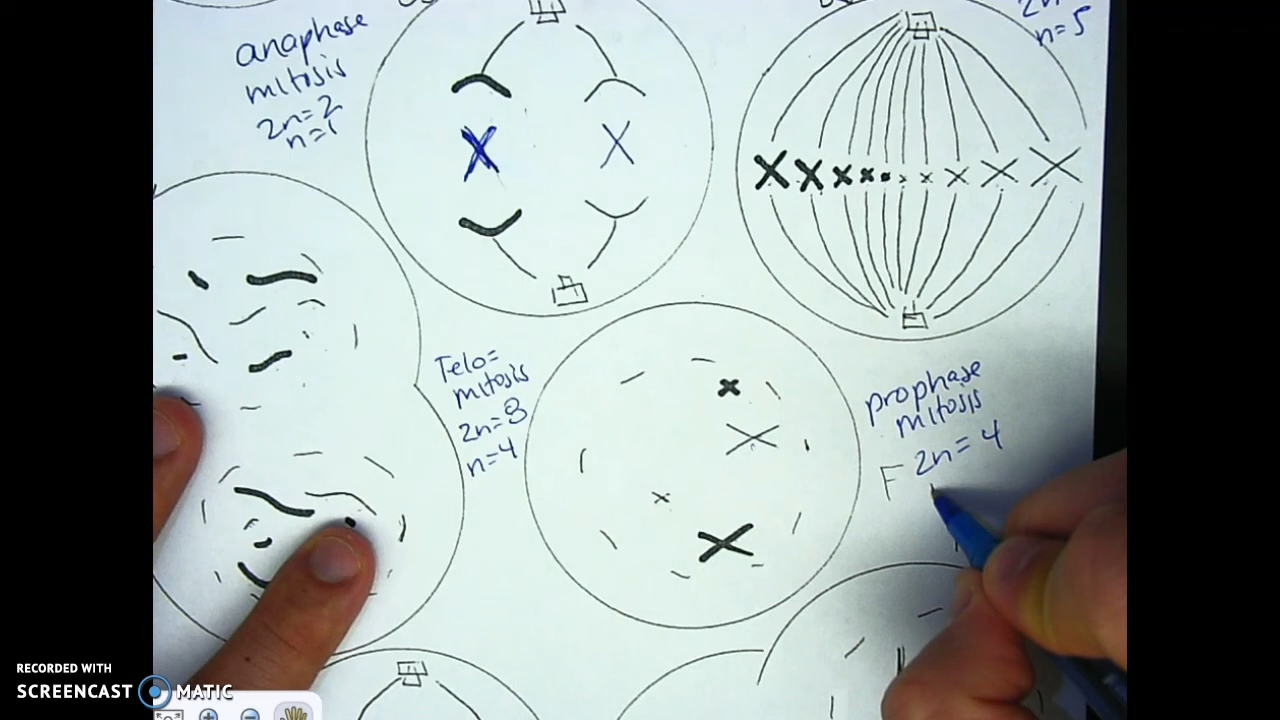 anaphase
mitosis
2n=2
n=1
2n
n=5
Telo=
mitosis
2n=8
n=4
prophase
mitosis
F 2n=4
RECORDED WITH
SCREENCAST MATIC